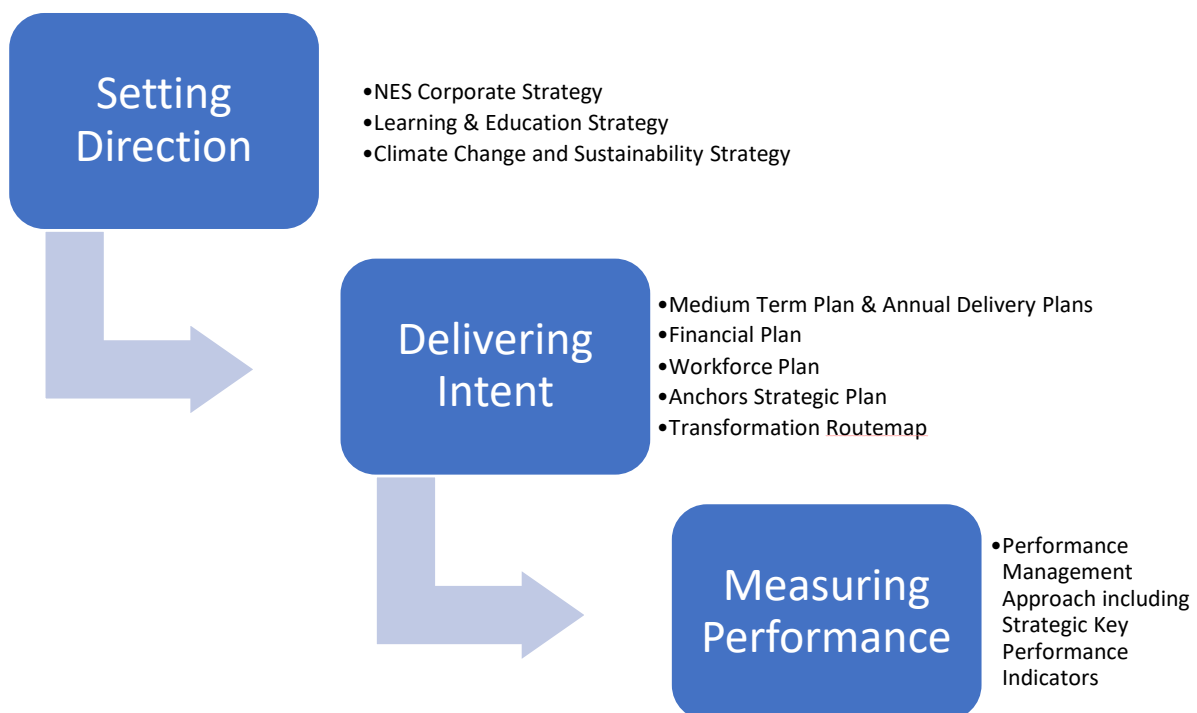 Setting
Direction
•NES Corporate Strategy
•Learning & Education Strategy
•Climate Change and Sustainability Strategy
Delivering
Intent
•Medium Term Plan & Annual Delivery Plans
•Financial Plan
•Workforce Plan
•Anchors Strategic Plan
•Transformation Routemap
Measuring
Performance
•Performance
Management
Approach including
Strategic Key
Performance
Indicators